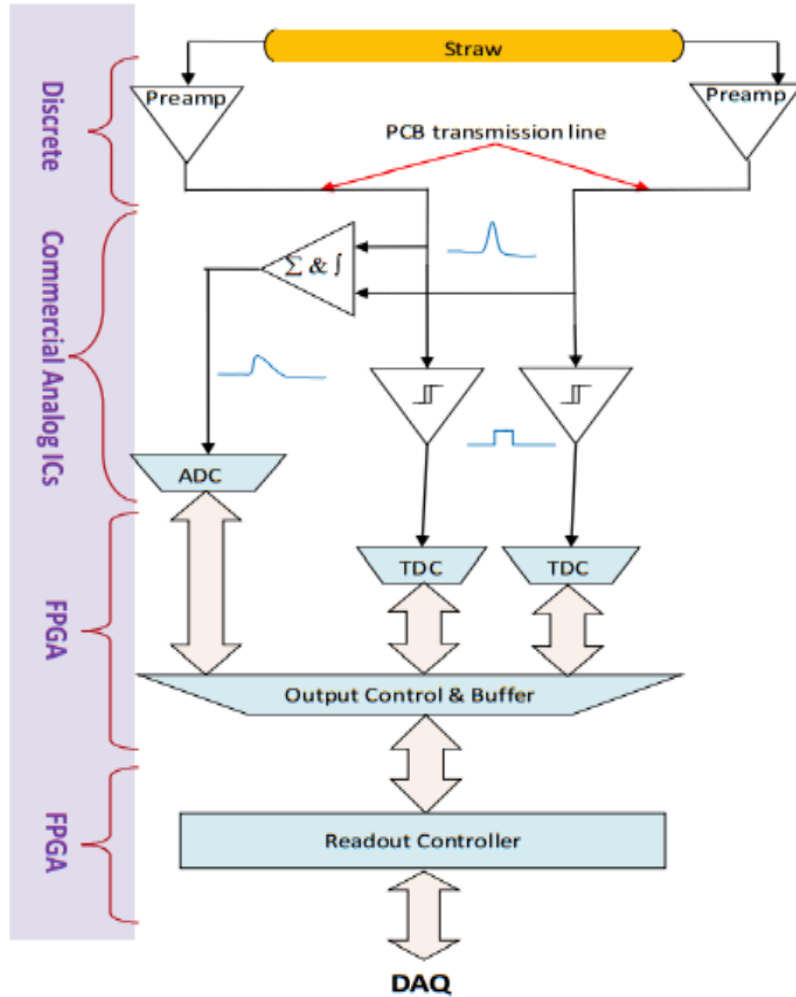 Straw
Preamp
Preamp
Discrete
PCB transmission line
Commercial Analog ICs
∑ & ∫
ADC
FPGA
TDC
TDC
Output Control & Buffer
FPGA
Readout Controller
DAQ